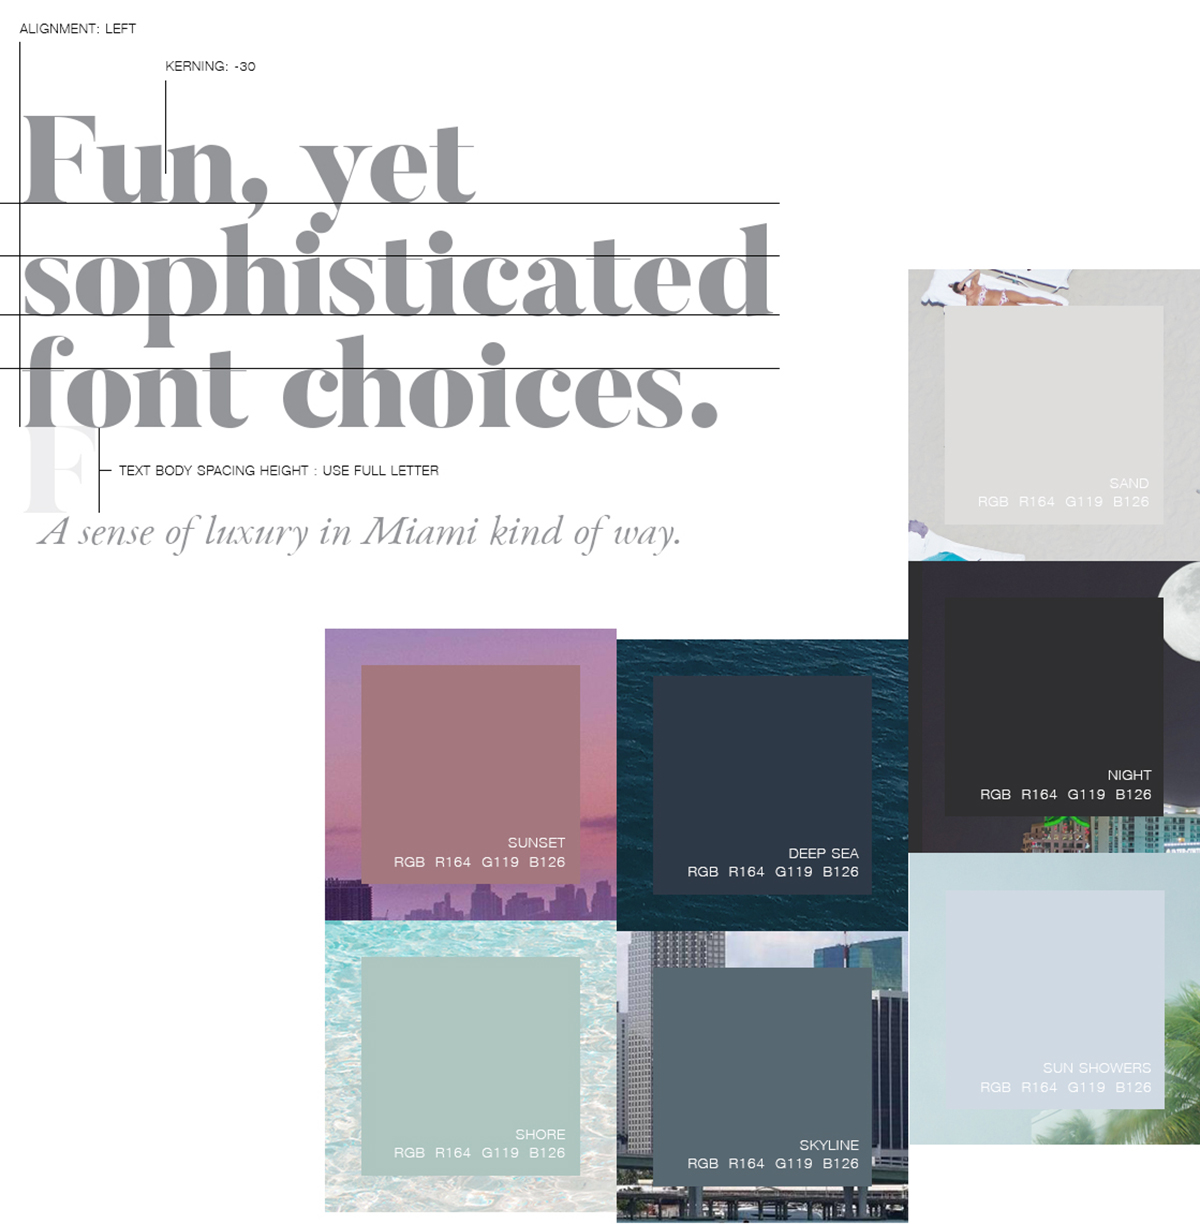 ALIGNMENT: LEFT
KERNING: -30
Fun, yet
sophisticated
font choices.
F
TEXT BODY SPACING HEIGHT : USE FULL LETTER
A sense of luxury in Miami kind of way.
SAND
RGB R164 G119 B126
NIGHT
RGB R164 G119 B126
SUNSET
RGB R164 G119 B126
DEEP SEA
RGB R164 G119 B126
SUN SHOWERS
RGB R164 G119 B126
SHORE
RGB R164 G119 B126
SKYLINE
RGB R164 G119 B126